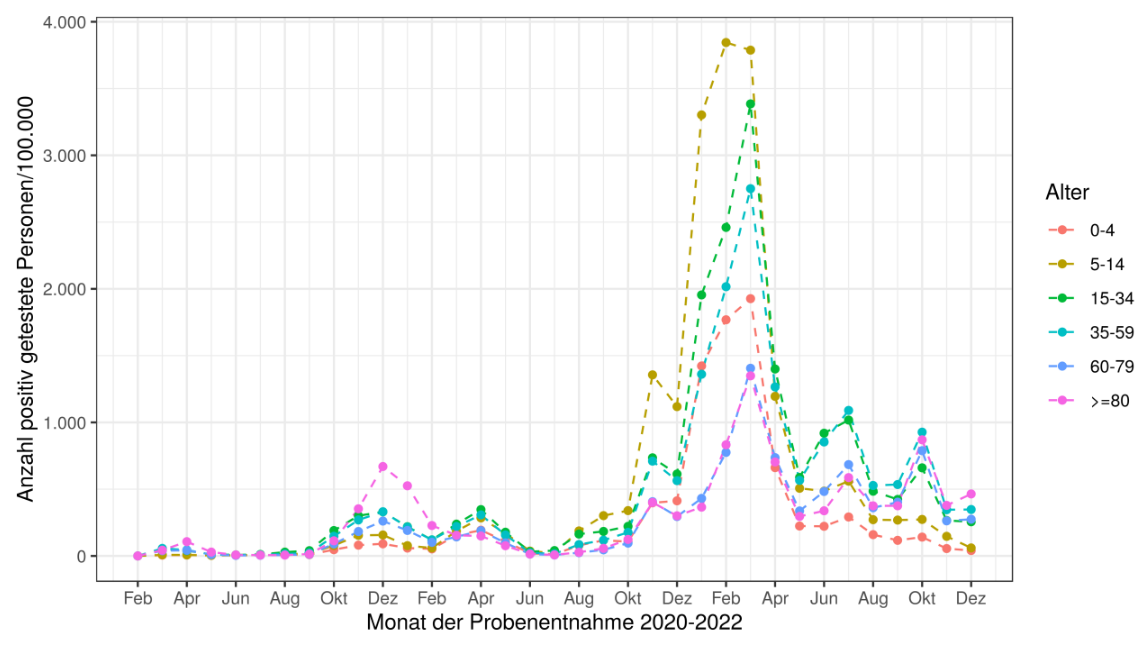 4.000
3.000
2.000
1.000
0
Anzahl positiv getestete Personen/100.000
Feb Apr Jun Aug Okt Dez Feb Apr Jun Aug Okt Dez Feb Apr Jun Aug Okt Dez
Monat der Probenentnahme 2020-2022
Alter
0-4
5-14
15-34
35-59
60-79
>=80